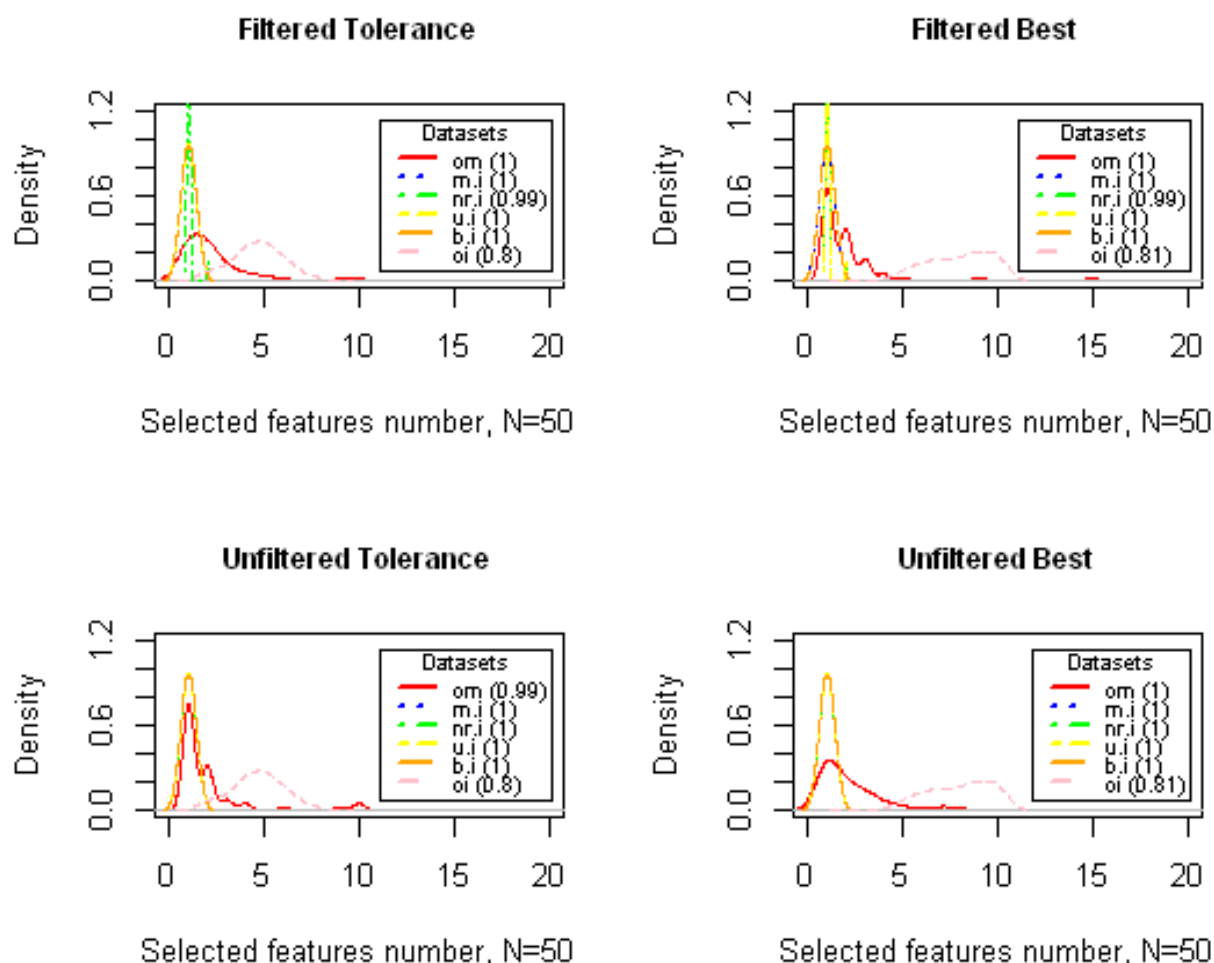 Filtered Tolerance
Density
0.0 0.6 1.2
Datasets
om (1)
m.i (1)
nr.i (0.99)
u.i (1)
b.i (1)
oi (0.8)
0 5 10 15 20
Selected features number, N=50
Filtered Best
Density
0.0 0.6 1.2
Datasets
om (1)
m.i (1)
nr.i (0.99)
u.i (1)
b.i (1)
oi (0.81)
0 5 10 15 20
Selected features number, N=50
Unfiltered Tolerance
Density
0.0 0.6 1.2
Datasets
om (0.99)
m.i (1)
nr.i (1)
u.i (1)
b.i (1)
oi (0.8)
0 5 10 15 20
Selected features number, N=50
Unfiltered Best
Density
0.0 0.6 1.2
Datasets
om (1)
m.i (1)
nr.i (1)
u.i (1)
b.i (1)
oi (0.81)
0 5 10 15 20
Selected features number, N=50